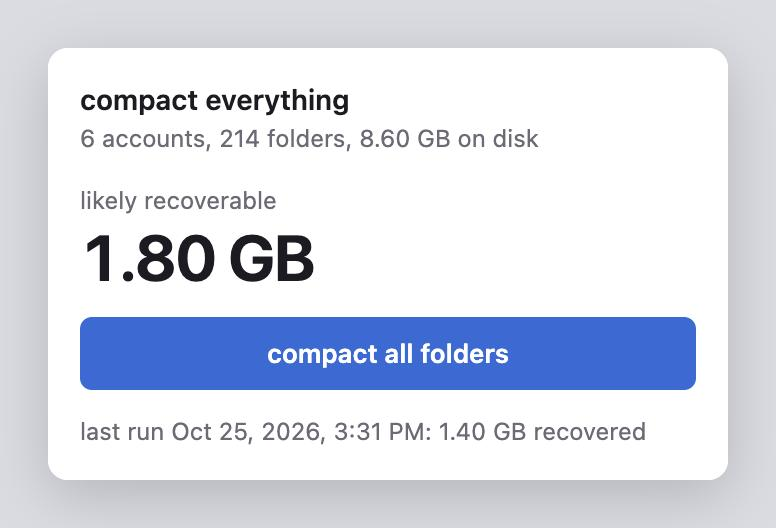 compact everything
6 accounts, 214 folders, 8.60 GB on disk
likely recoverable
1.80 GB
compact all folders
last run Oct 25, 2026, 3:31 PM: 1.40 GB recovered